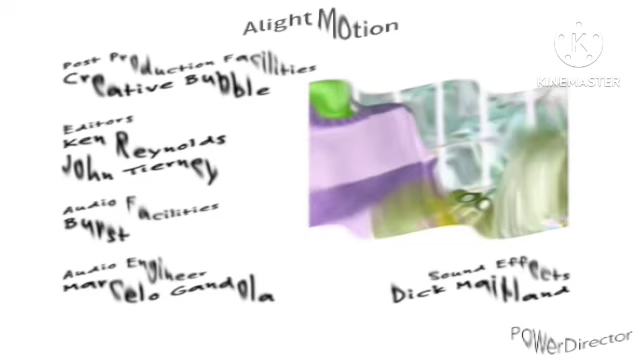 Alight Motion
KINEMASTER
Post Production Facilities
Creative Bubble
Editors
Ken Reynolds
John Tierney
Audio Facilities
Burst
Audio Engineer
Marcelo Gandola
Sound Effects
Dick Maitland
PowerDirector